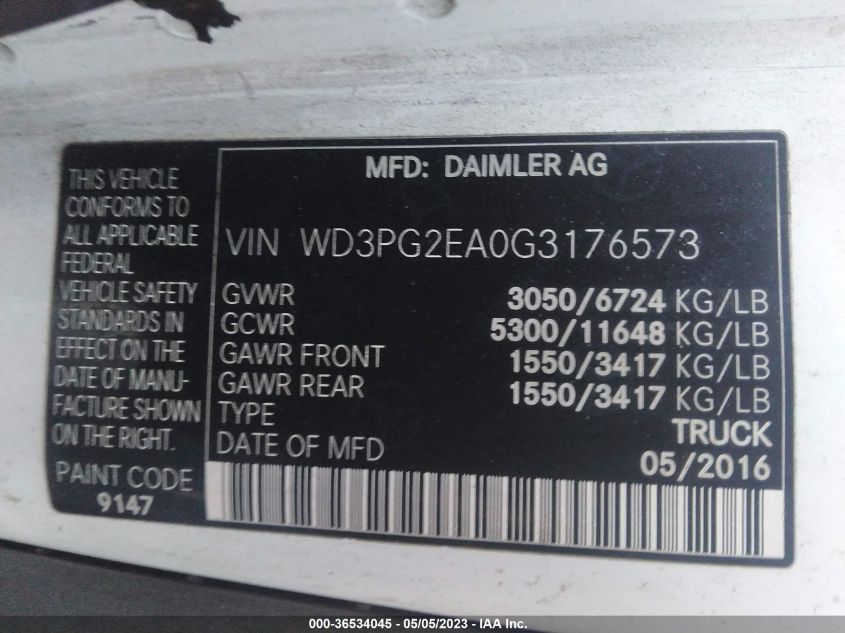 THIS VEHICLE
CONFORMS TO
ALL APPLICABLE
FEDERAL
VEHICLE SAFETY
STANDARDS IN
EFFECT ON THE
DATE OF MANU-
FACTURE SHOWN
ON THE RIGHT.
PAINT CODE
9147
MFD: DAIMLER AG
VIN WD3PG2EA0G3176573
GVWR 3050/6724 KG/LB
GCWR 5300/11648 KG/LB
GAWR FRONT 1550/3417 KG/LB
GAWR REAR 1550/3417 KG/LB
TYPE TRUCK
DATE OF MFD 05/2016
000-36534045 - 05/05/2023 - IAA Inc.